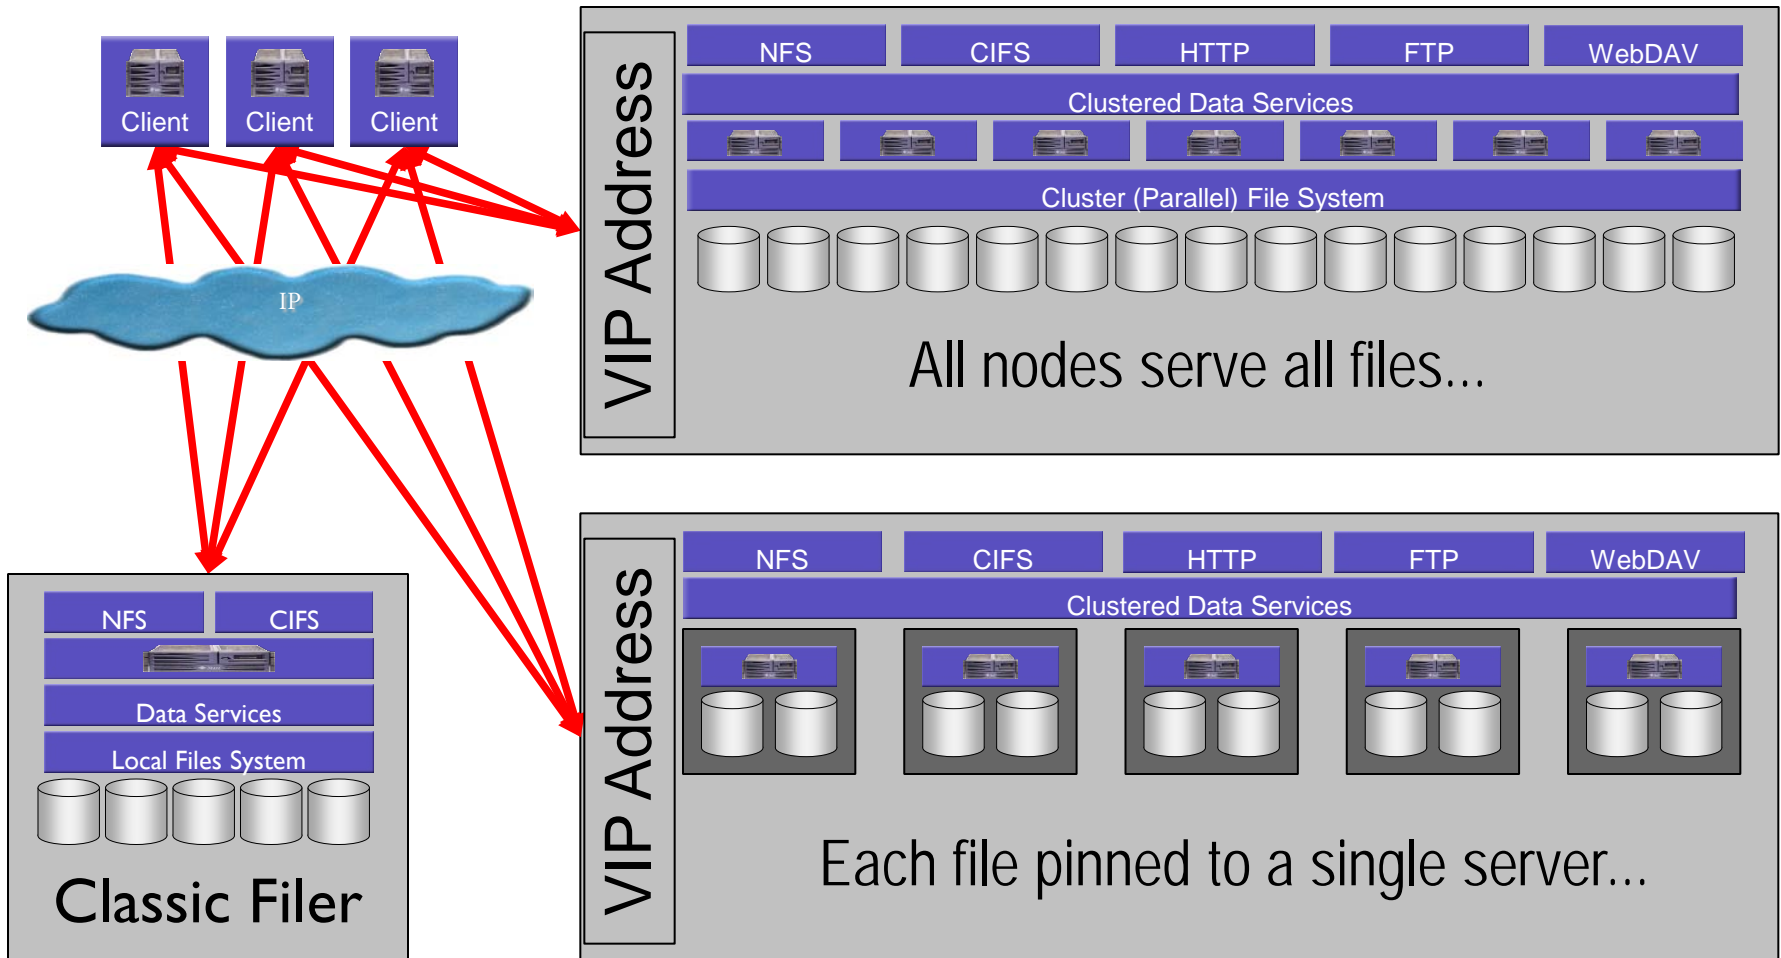 Client
Client
Client
IP
VIP Address
NFS
CIFS
HTTP
FTP
WebDAV
Clustered Data Services
Cluster (Parallel) File System
All nodes serve all files...
VIP Address
NFS
CIFS
HTTP
FTP
WebDAV
Clustered Data Services
Each file pinned to a single server...
NFS
CIFS
Data Services
Local Files System
Classic Filer